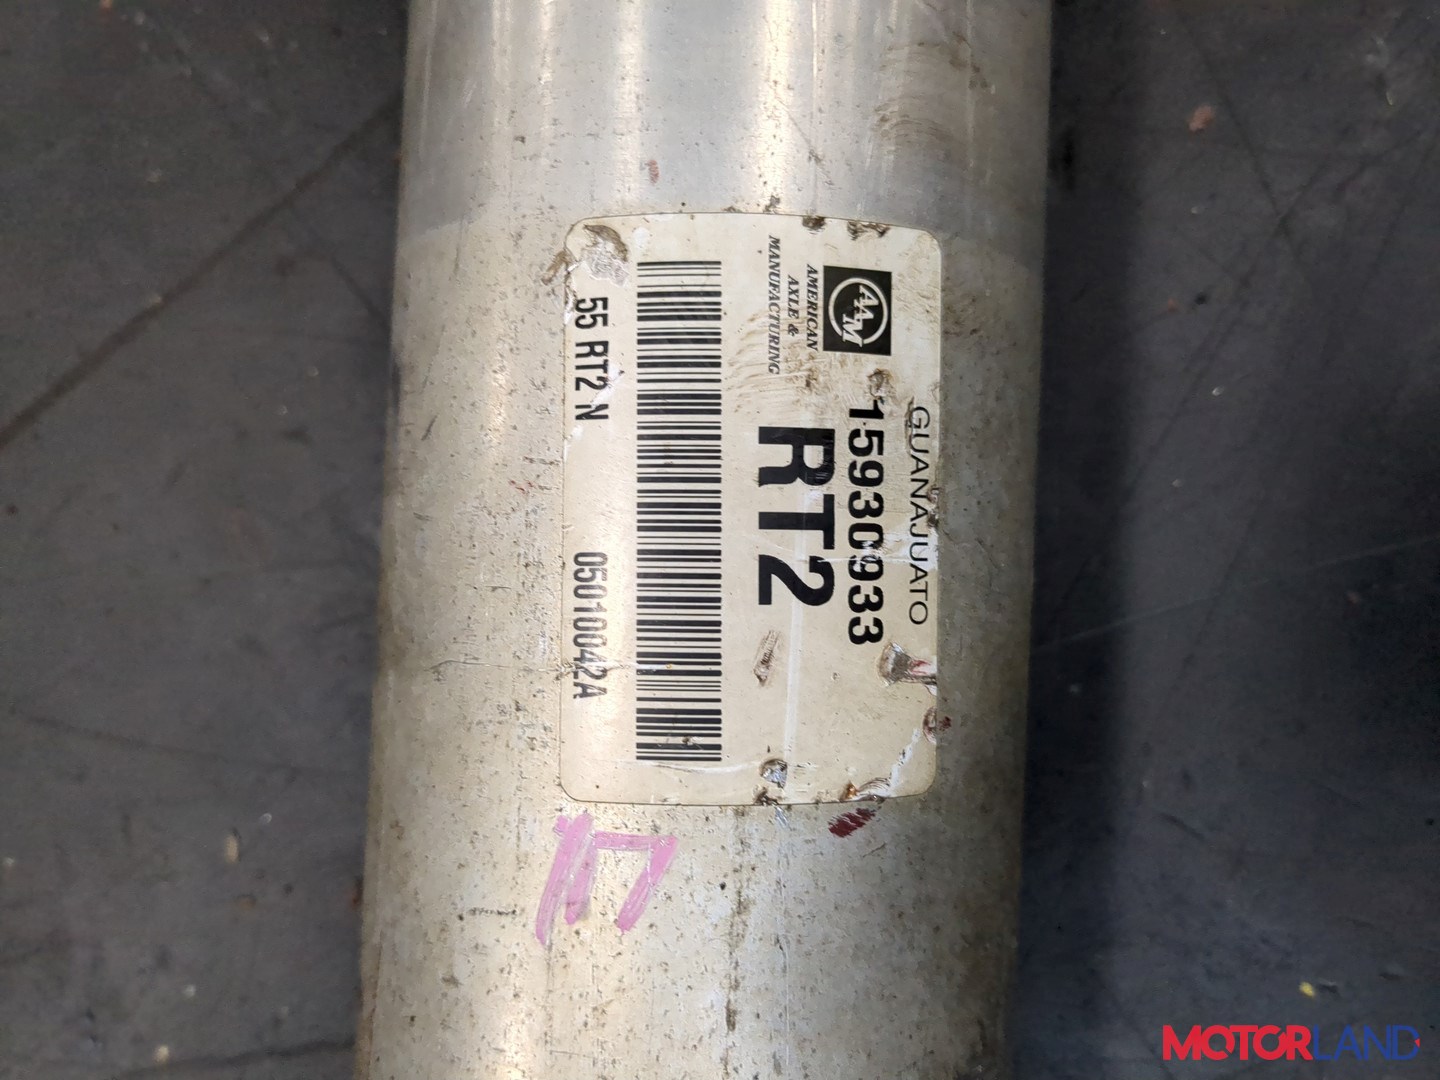 GUANAJUATO
AAM
AMERICAN
AXLE &
MANUFACTURING
15930933
RT2
55 RT2 N
05010042A
П
MOTORLAND